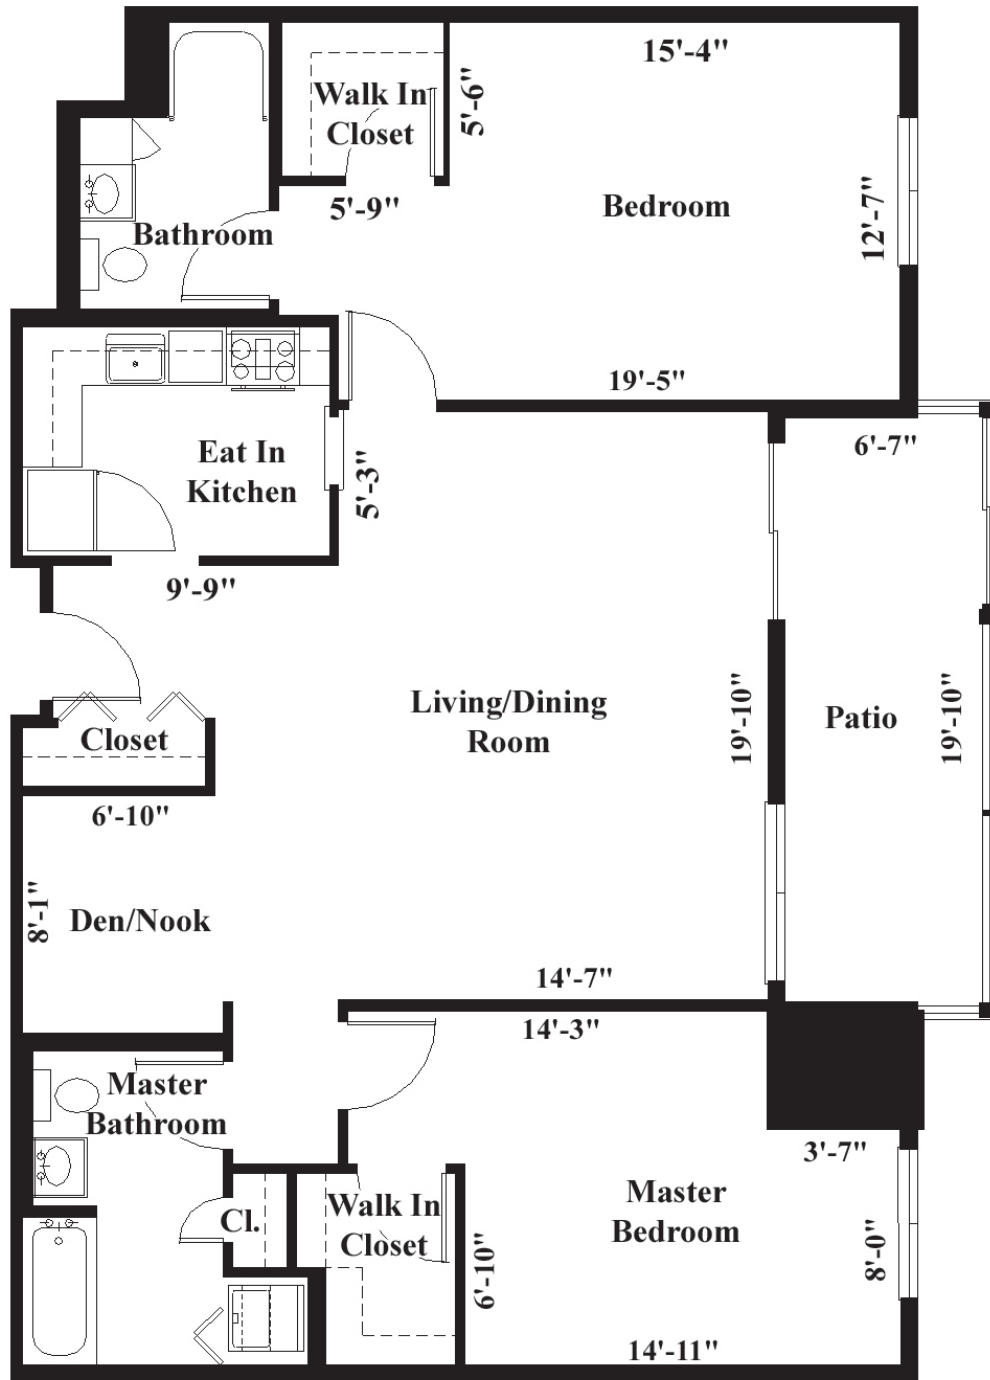 15'-4"
Walk In
Closet
5'-6"
5'-9"
Bedroom
12'-7"
Bathroom
19'-5"
6'-7"
Eat In
Kitchen
5'-3"
9'-9"
Living/Dining
Room
19'-10"
Patio
19'-10"
Closet
6'-10"
8'-1"
Den/Nook
14'-7"
14'-3"
Master
Bathroom
3'-7"
Walk In
Closet
Cl.
Master
Bedroom
8'-0"
6'-10"
14'-11"